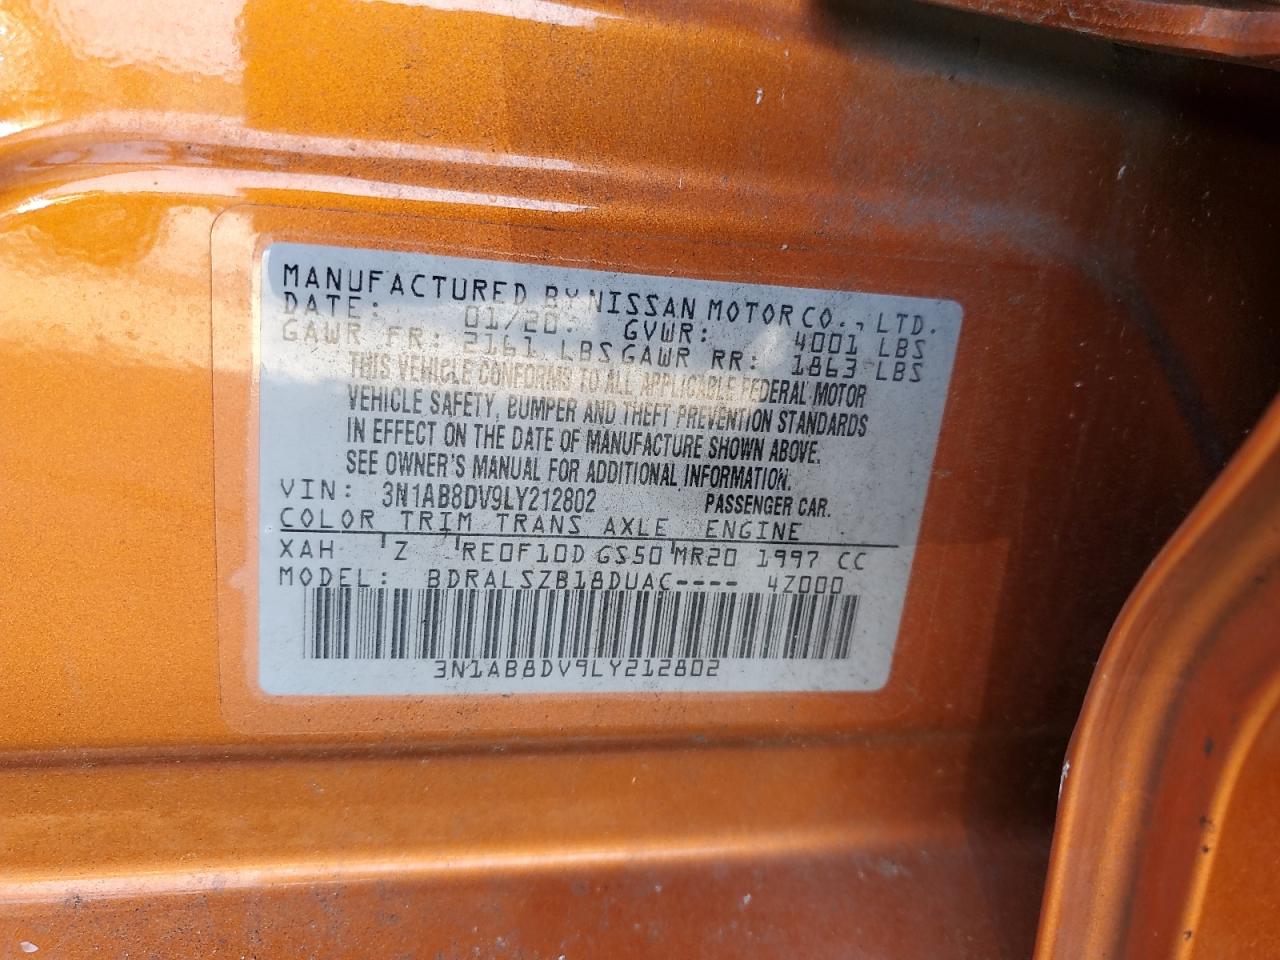 MANUFACTURED BY NISSAN MOTOR CO., LTD.
DATE: 01/20 GVWR: 4001 LBS
GAWR FR: 2161 LBS GAWR RR: 1863 LBS
THIS VEHICLE CONFORMS TO ALL APPLICABLE FEDERAL MOTOR
VEHICLE SAFETY, BUMPER AND THEFT PREVENTION STANDARDS
IN EFFECT ON THE DATE OF MANUFACTURE SHOWN ABOVE.
SEE OWNER'S MANUAL FOR ADDITIONAL INFORMATION.
VIN: 3N1AB8DV9LY212802 PASSENGER CAR.
COLOR TRIM TRANS AXLE ENGINE
XAH Z RE0F10D GS50 MR20 1997 CC
MODEL: BDRALSZB18DUAC---- 4Z000
3N1AB8DV9LY212802